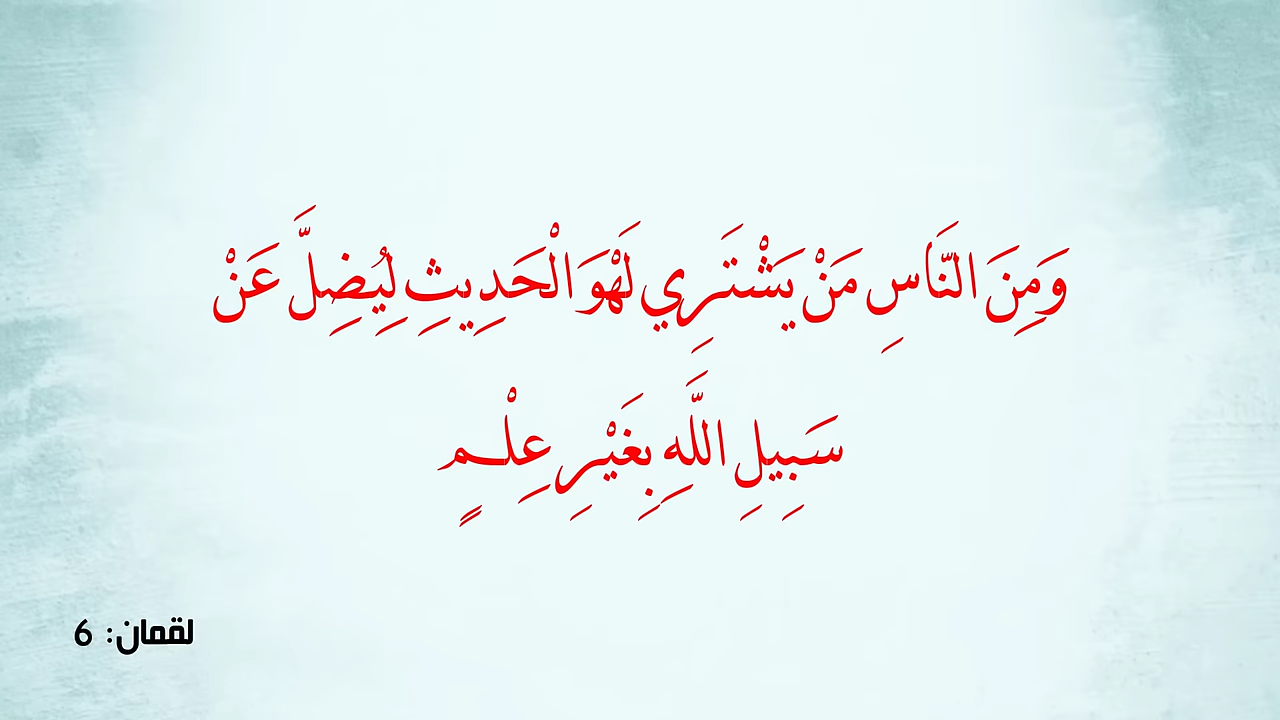 وَمِنَ النَّاسِ مَنْ يَشْتَرِي لَهْوَ الْحَدِيثِ لِيُضِلَّ عَنْ
سَبِيلِ اللَّهِ بِغَيْرِ عِلْمٍ
لقمان: 6